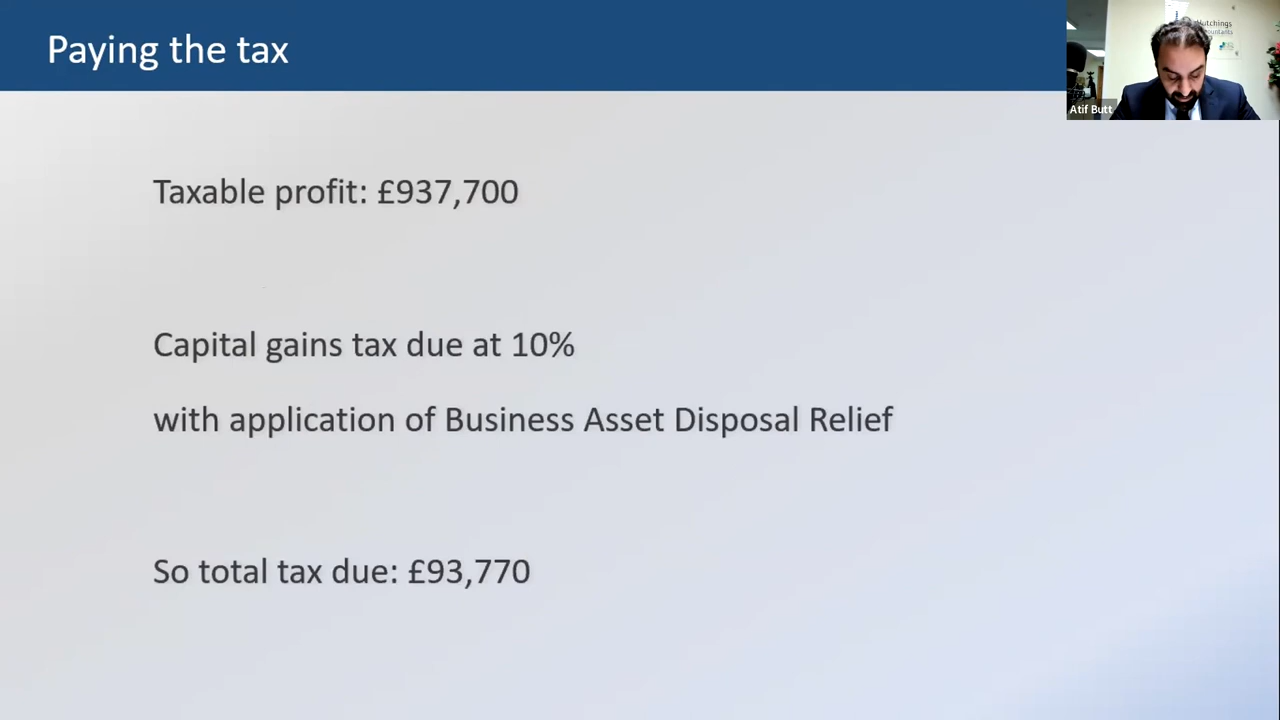 Paying the tax
Hutchings
Atif Butt
Taxable profit: £937,700
Capital gains tax due at 10%
with application of Business Asset Disposal Relief
So total tax due: £93,770